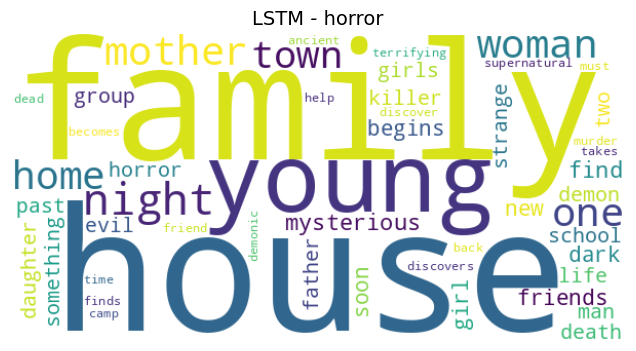 LSTM - horror
ancient
mother
town
terrifying
woman
family
girls
supernatural
must
dead
group
help
killer
discover
strange
two
becomes
begins
murder
takes
home
horror
young
find
night
demon
past
evil
mysterious
new
one
house
friend
demonic
school
daughter
something
father
back
dark
time
soon
discovers
girl
life
finds
camp
friends
man
death